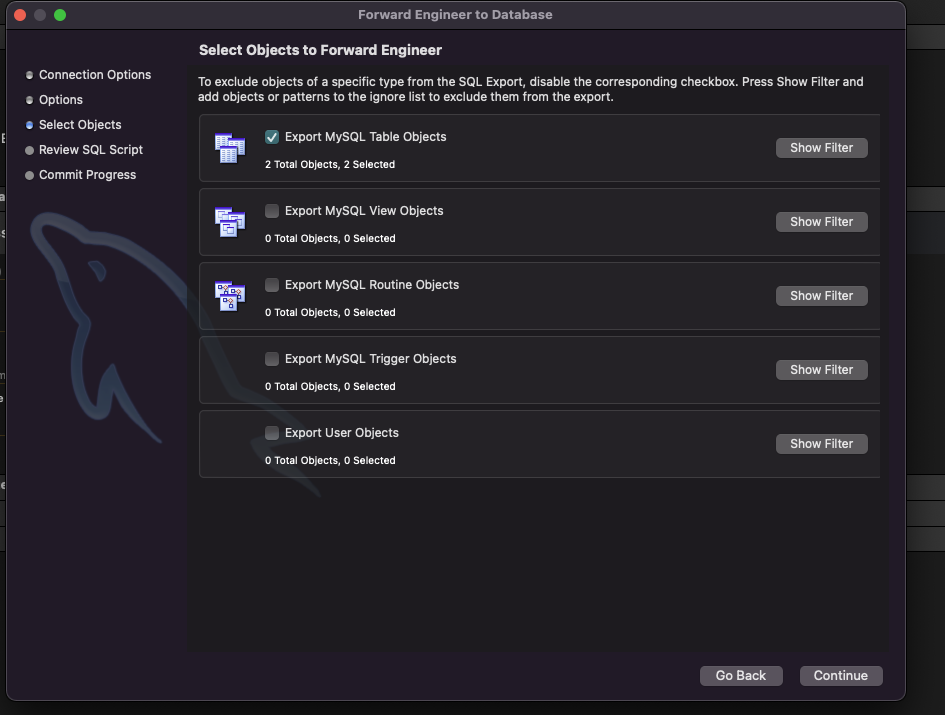 Forward Engineer to Database
Connection Options
Options
Select Objects
Review SQL Script
Commit Progress
Select Objects to Forward Engineer
To exclude objects of a specific type from the SQL Export, disable the corresponding checkbox. Press Show Filter and
add objects or patterns to the ignore list to exclude them from the export.
Export MySQL Table Objects
2 Total Objects, 2 Selected
Show Filter
Export MySQL View Objects
0 Total Objects, 0 Selected
Show Filter
Export MySQL Routine Objects
0 Total Objects, 0 Selected
Show Filter
Export MySQL Trigger Objects
0 Total Objects, 0 Selected
Show Filter
Export User Objects
0 Total Objects, 0 Selected
Show Filter
Go Back
Continue